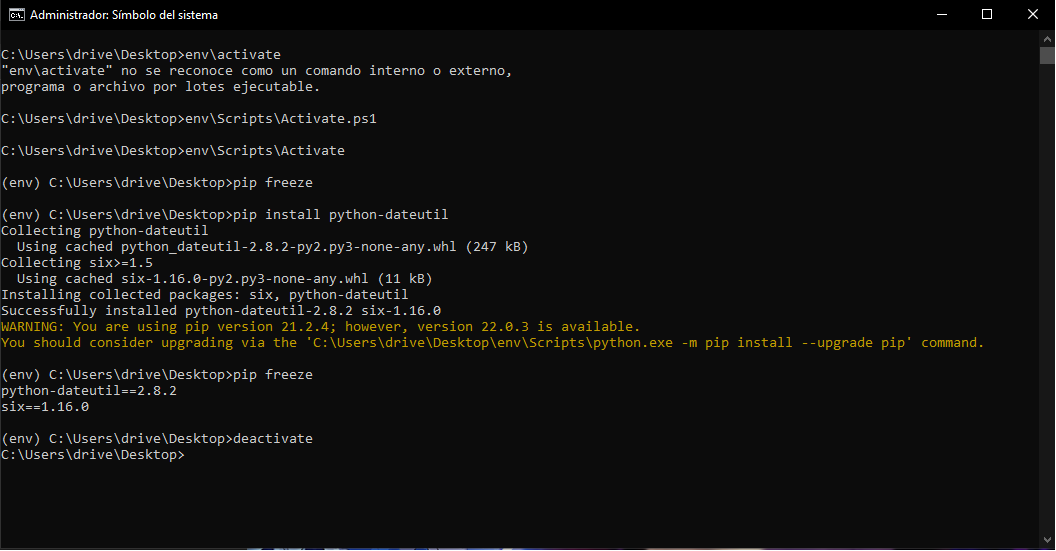 Administrador: Símbolo del sistema
C:\Users\drive\Desktop>env\activate
"env\activate" no se reconoce como un comando interno o externo,
programa o archivo por lotes ejecutable.
C:\Users\drive\Desktop>env\Scripts\Activate.ps1
C:\Users\drive\Desktop>env\Scripts\Activate
(env) C:\Users\drive\Desktop>pip freeze
(env) C:\Users\drive\Desktop>pip install python-dateutil
Collecting python-dateutil
  Using cached python_dateutil-2.8.2-py2.py3-none-any.whl (247 kB)
Collecting six>=1.5
  Using cached six-1.16.0-py2.py3-none-any.whl (11 kB)
Installing collected packages: six, python-dateutil
Successfully installed python-dateutil-2.8.2 six-1.16.0
WARNING: You are using pip version 21.2.4; however, version 22.0.3 is available.
You should consider upgrading via the 'C:\Users\drive\Desktop\env\Scripts\python.exe -m pip install --upgrade pip' command.
(env) C:\Users\drive\Desktop>pip freeze
python-dateutil==2.8.2
six==1.16.0
(env) C:\Users\drive\Desktop>deactivate
C:\Users\drive\Desktop>